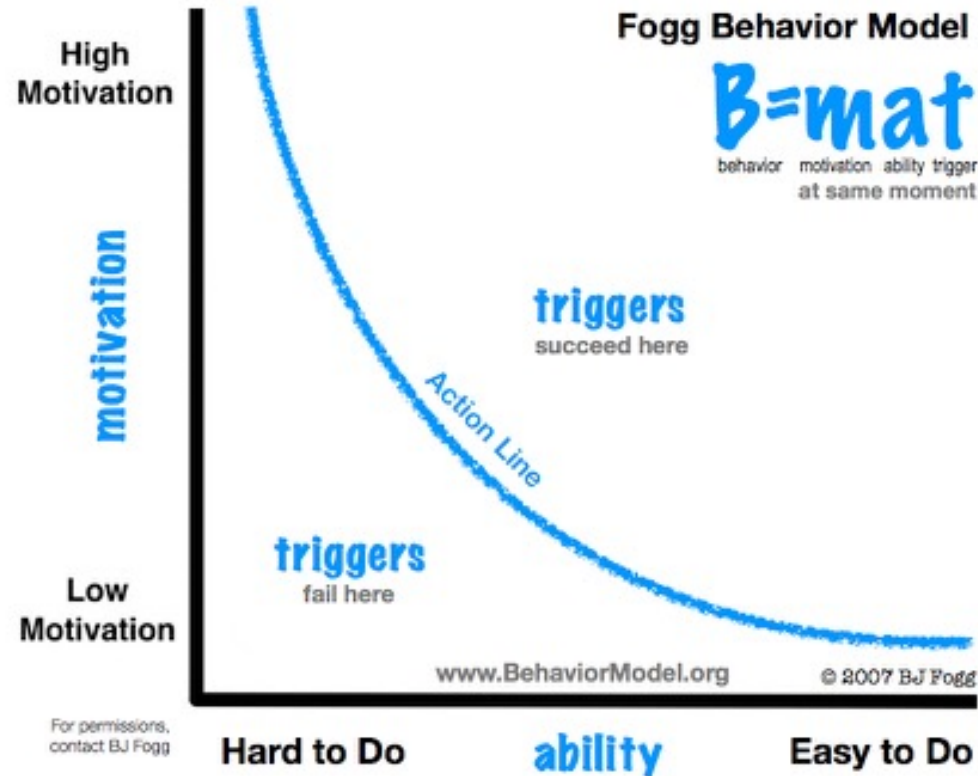 Fogg Behavior Model
B=mat
behavior motivation ability trigger
at same moment
High
Motivation
motivation
triggers
succeed here
Action Line
triggers
fail here
Low
Motivation
www.BehaviorModel.org
© 2007 BJ Fogg
For permissions,
contact BJ Fogg
Hard to Do
ability
Easy to Do